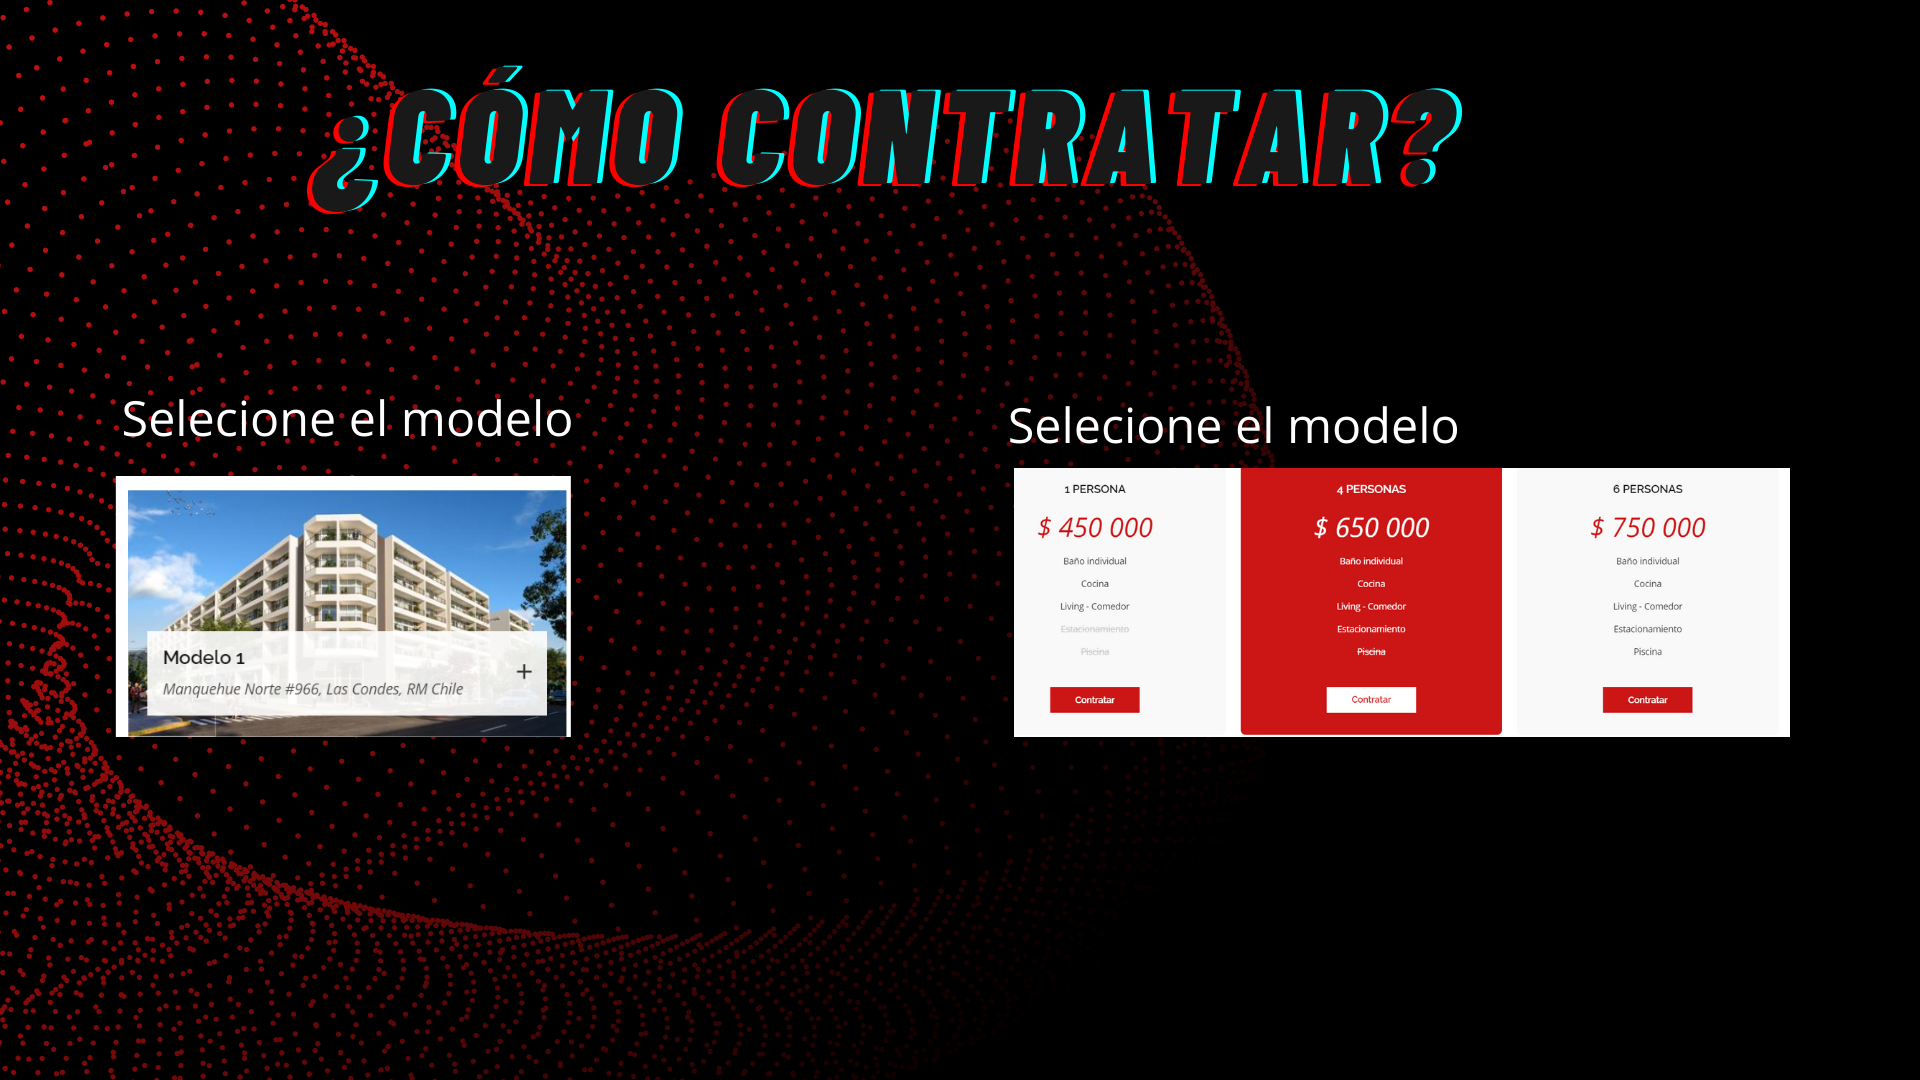 ¿CÓMO CONTRATAR?
Selecione el modelo
Modelo 1
Manquehue Norte #966, Las Condes, RM Chile
Selecione el modelo
1 PERSONA
$ 450 000
Baño individual
Cocina
Living - Comedor
Estacionamiento
Piscina
Contratar
4 PERSONAS
$ 650 000
Baño individual
Cocina
Living - Comedor
Estacionamiento
Piscina
Contratar
6 PERSONAS
$ 750 000
Baño individual
Cocina
Living - Comedor
Estacionamiento
Piscina
Contratar